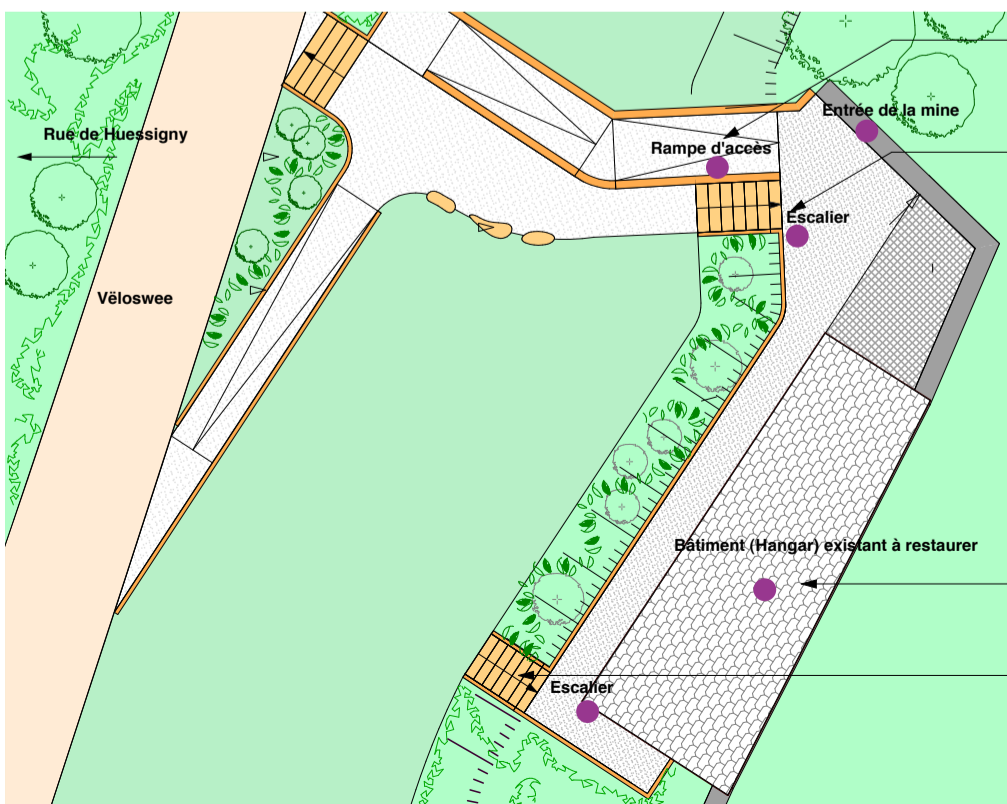 Entrée de la mine
Rue de Huessigny
Rampe d'accès
Escalier
Vëloswee
Bâtiment (Hangar) existant à restaurer
Escalier